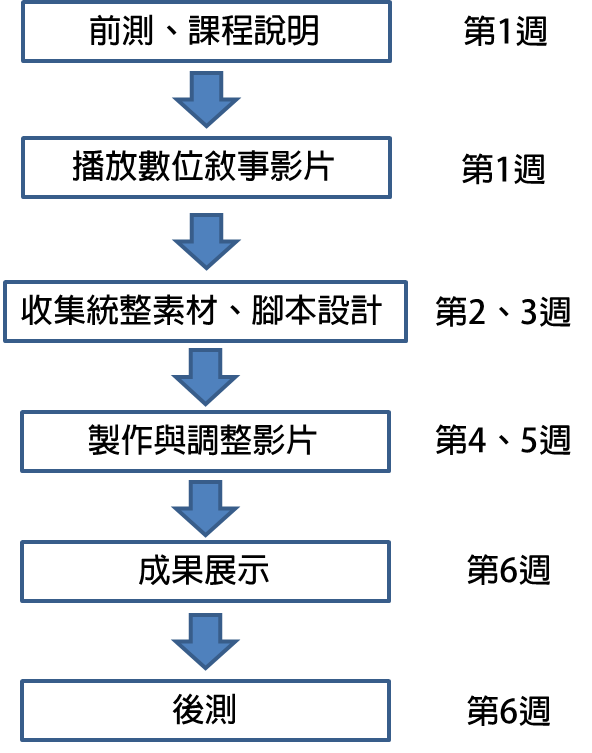 前測、課程說明 第1週
播放數位敘事影片 第1週
收集統整素材、腳本設計 第2、3週
製作與調整影片 第4、5週
成果展示 第6週
後測 第6週